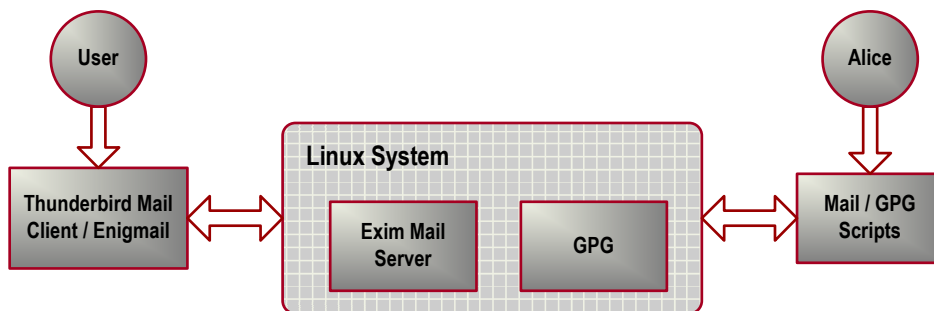 User
Alice
Linux System
Thunderbird Mail
Client / Enigmail
Exim Mail
Server
GPG
Mail / GPG
Scripts